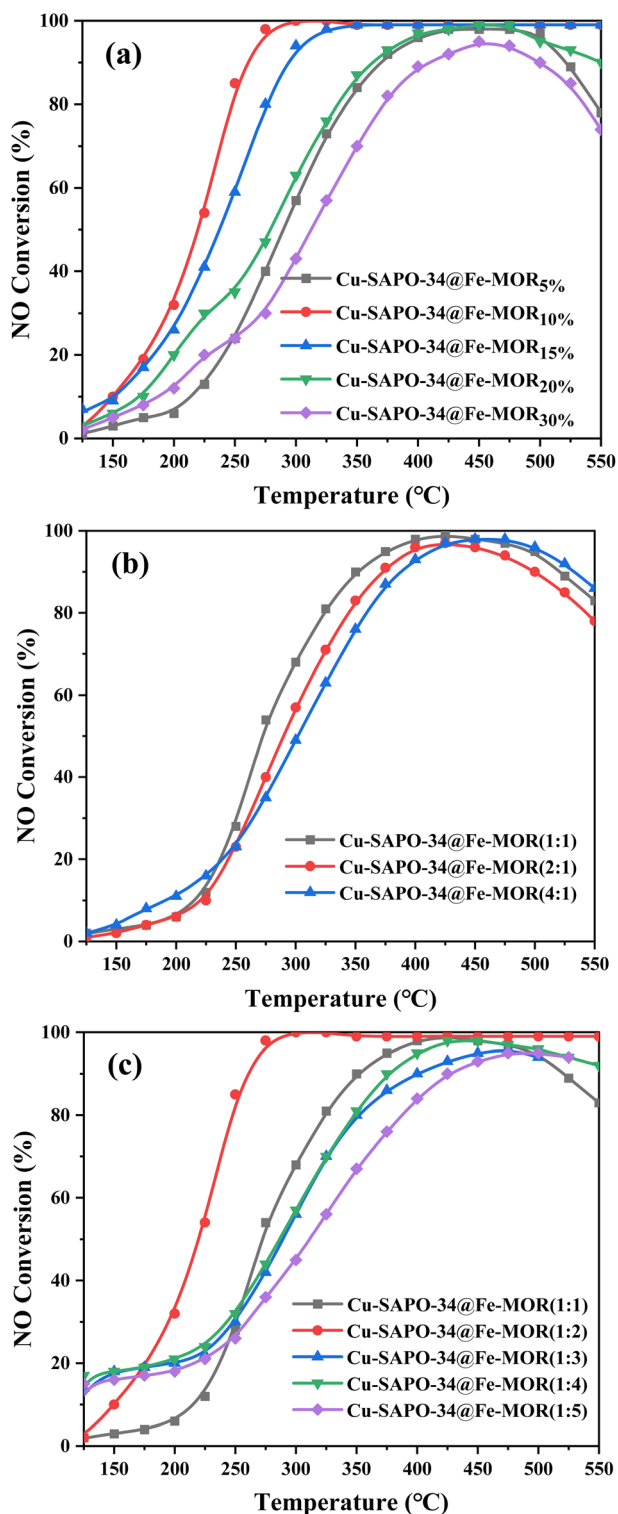 (a)
NO Conversion (%)
100
80
60
40
20
0
Cu-SAPO-34@Fe-MOR5%
Cu-SAPO-34@Fe-MOR10%
Cu-SAPO-34@Fe-MOR15%
Cu-SAPO-34@Fe-MOR20%
Cu-SAPO-34@Fe-MOR30%
150 200 250 300 350 400 450 500 550
Temperature (℃)
(b)
NO Conversion (%)
100
80
60
40
20
0
Cu-SAPO-34@Fe-MOR(1:1)
Cu-SAPO-34@Fe-MOR(2:1)
Cu-SAPO-34@Fe-MOR(4:1)
150 200 250 300 350 400 450 500 550
Temperature (℃)
(c)
NO Conversion (%)
100
80
60
40
20
0
Cu-SAPO-34@Fe-MOR(1:1)
Cu-SAPO-34@Fe-MOR(1:2)
Cu-SAPO-34@Fe-MOR(1:3)
Cu-SAPO-34@Fe-MOR(1:4)
Cu-SAPO-34@Fe-MOR(1:5)
150 200 250 300 350 400 450 500 550
Temperature (℃)